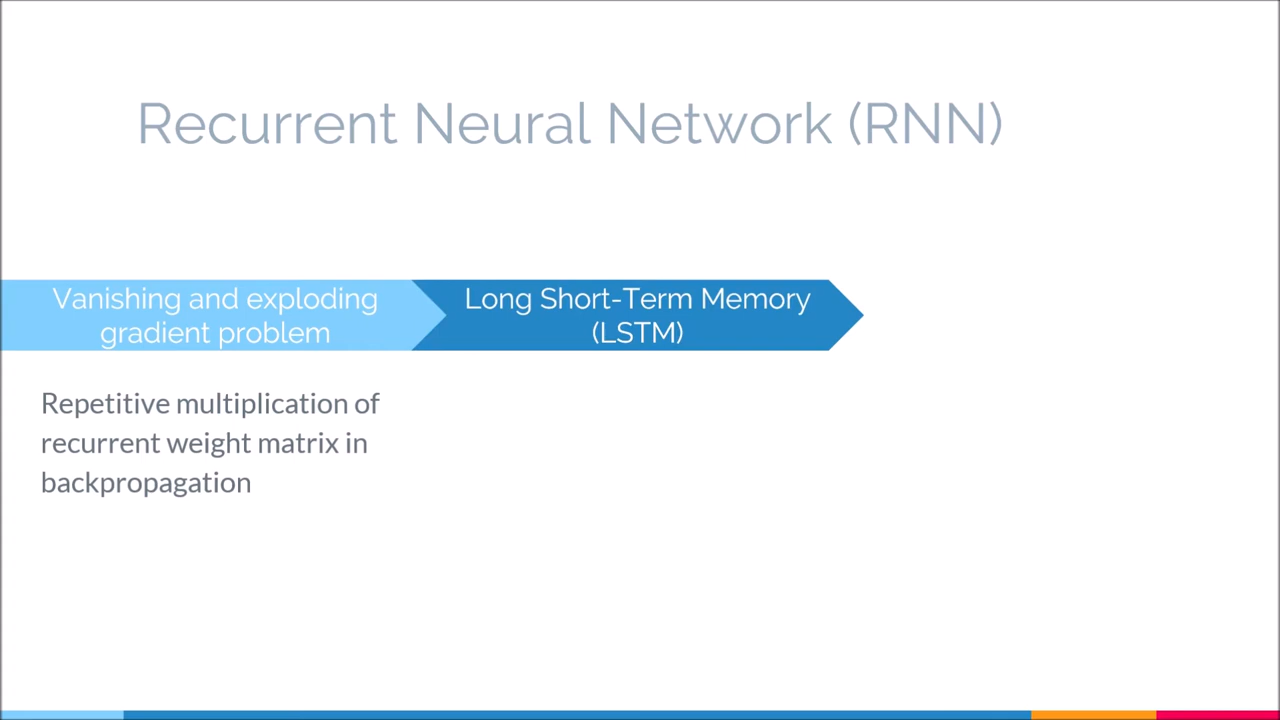 Recurrent Neural Network (RNN)
Vanishing and exploding
gradient problem
Long Short-Term Memory
(LSTM)
Repetitive multiplication of
recurrent weight matrix in
backpropagation